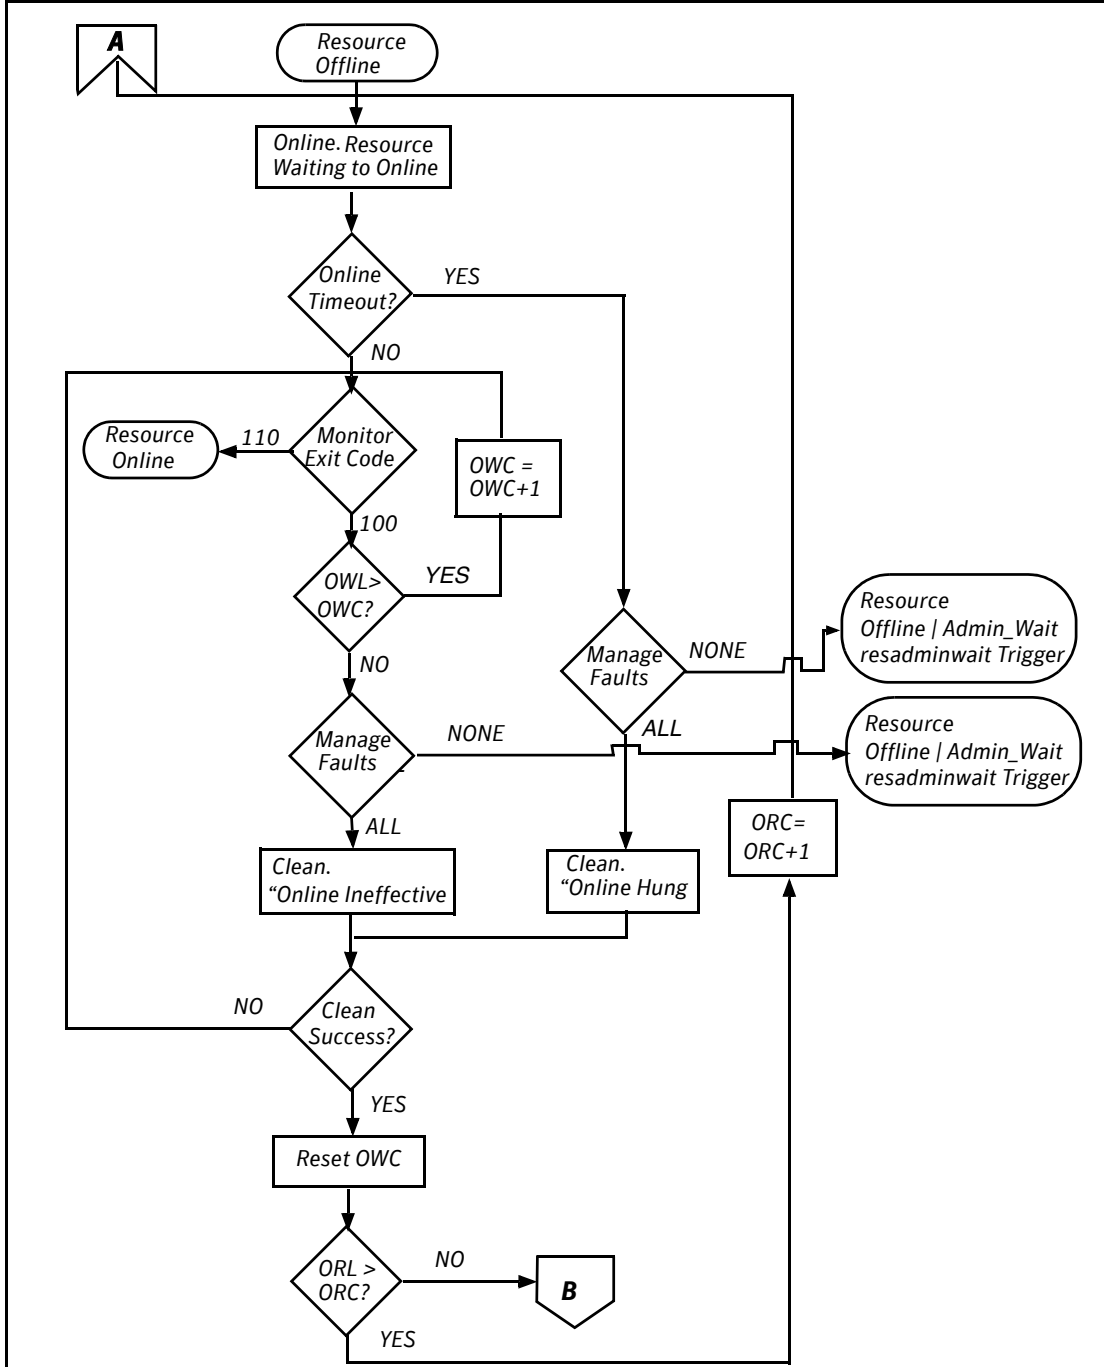 A
Resource
Offline
Online. Resource
Waiting to Online
Online
Timeout?
YES
NO
Resource
Online
110
Monitor
Exit Code
OWC =
OWC+1
100
OWL>
OWC?
YES
NO
Manage
Faults
NONE
Resource
Offline | Admin_Wait
resadminwait Trigger
ALL
Manage
Faults
NONE
Resource
Offline | Admin_Wait
resadminwait Trigger
ALL
ORC=
ORC+1
Clean.
“Online Ineffective
Clean.
“Online Hung
NO
Clean
Success?
YES
Reset OWC
ORL >
ORC?
NO
B
YES